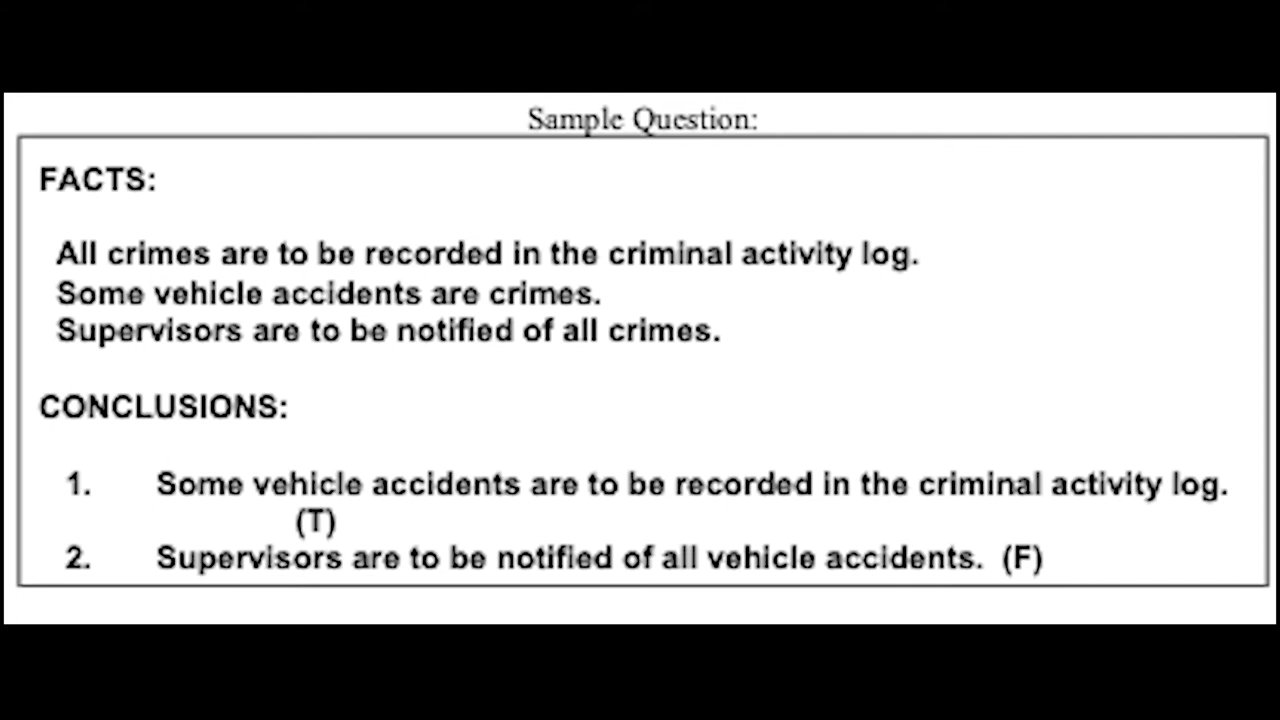 Sample Question:
FACTS:
All crimes are to be recorded in the criminal activity log.
Some vehicle accidents are crimes.
Supervisors are to be notified of all crimes.
CONCLUSIONS:
1. Some vehicle accidents are to be recorded in the criminal activity log.
(T)
2. Supervisors are to be notified of all vehicle accidents. (F)